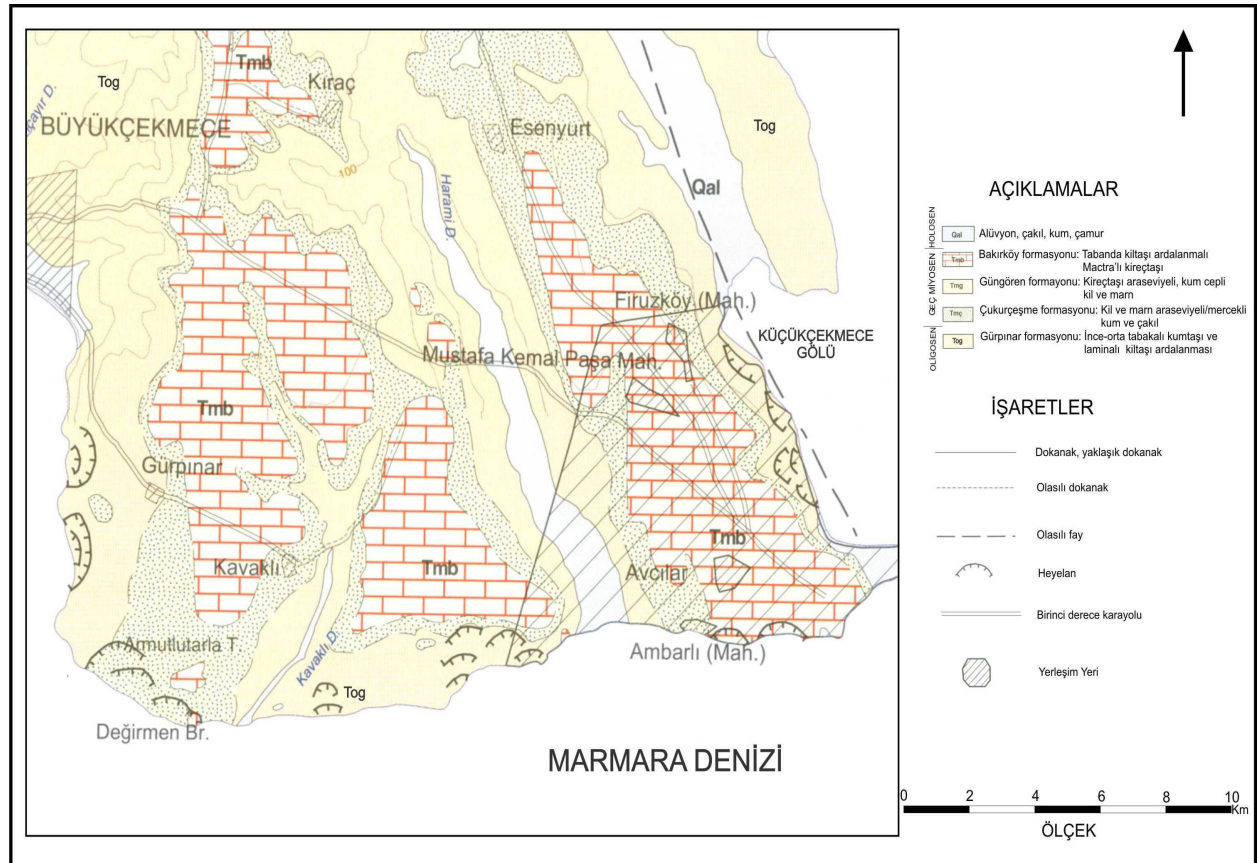 Tog
Tmb
Kıraç
BÜYÜKÇEKMECE
Esenyurt
Tog
100
Harami D.
Qal
Firuzköy (Mah.)
KÜÇÜKÇEKMECE
GÖLÜ
Mustafa Kemal Paşa Mah.
Tmb
Gürpınar
Tmb
Kavaklı
Tmb
Avcılar
Armutlutarla T.
Kavaklı D.
Tog
Ambarlı (Mah.)
Değirmen Br.
MARMARA DENİZİ
AÇIKLAMALAR
HOLOSEN
Qal Alüvyon, çakıl, kum, çamur
GEÇ MİYOSEN
Tmb Bakırköy formasyonu: Tabanda kiltaşı ardalanmalı
Mactra'lı kireçtaşı
Tmg Güngören formasyonu: Kireçtaşı araseviyeli, kum cepli
kil ve marn
Tmç Çukurçeşme formasyonu: Kil ve marn araseviyeli/mercekli
kum ve çakıl
OLİGOSEN
Tog Gürpınar formasyonu: İnce-orta tabakalı kumtaşı ve
laminalı kiltaşı ardalanması
İŞARETLER
Dokanak, yaklaşık dokanak
Olasılı dokanak
Olasılı fay
Heyelan
Birinci derece karayolu
Yerleşim Yeri
0 2 4 6 8 10
Km
ÖLÇEK